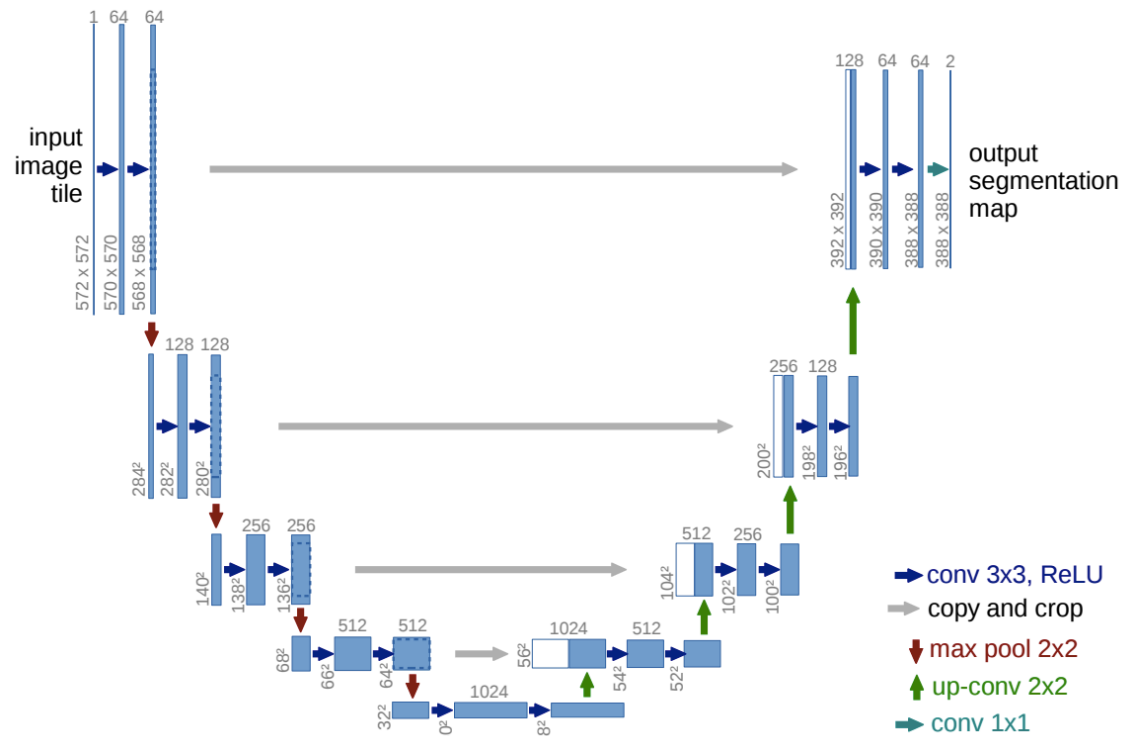 1 64 64
input
image
tile
572 x 572
570 x 570
568 x 568
128 64 64 2
output
segmentation
map
392 x 392
390 x 390
388 x 388
388 x 388
128 128
284²
282²
280²
256 128
200²
198²
196²
256 256
140²
138²
136²
512 256
104²
102²
100²
512 512
68²
66²
64²
1024 512
56²
54²
52²
1024
32²
0²
8²
conv 3x3, ReLU
copy and crop
max pool 2x2
up-conv 2x2
conv 1x1